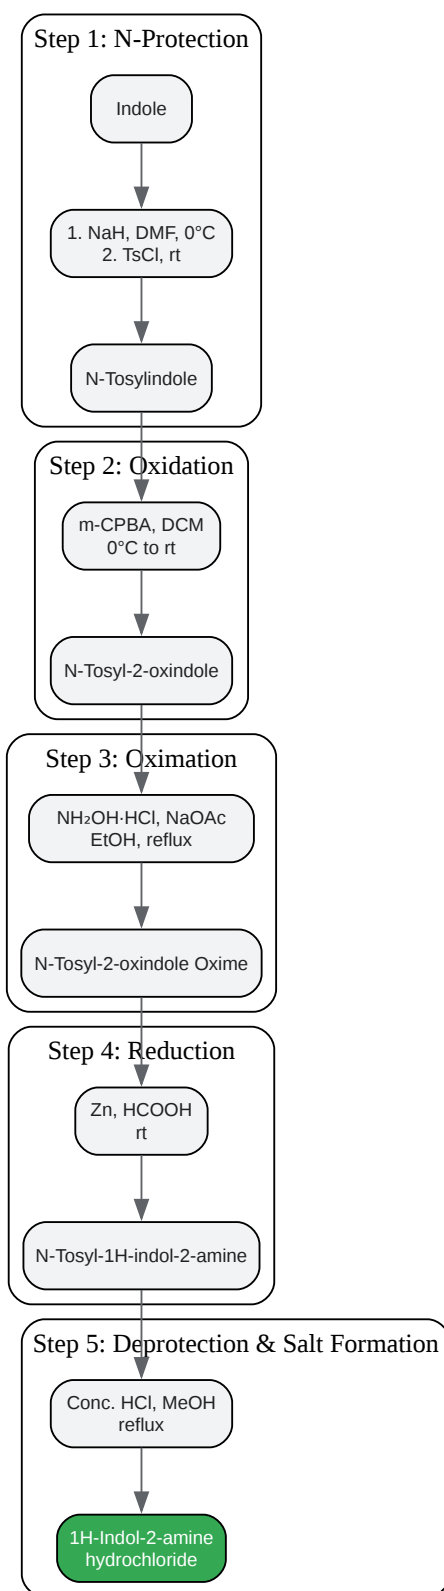 Step 1: N-Protection
Indole
1. NaH, DMF, 0°C
2. TsCl, rt
N-Tosylindole
Step 2: Oxidation
m-CPBA, DCM
0°C to rt
N-Tosyl-2-oxindole
Step 3: Oximation
NH₂OH·HCl, NaOAc
EtOH, reflux
N-Tosyl-2-oxindole Oxime
Step 4: Reduction
Zn, HCOOH
rt
N-Tosyl-1H-indol-2-amine
Step 5: Deprotection & Salt Formation
Conc. HCl, MeOH
reflux
1H-Indol-2-amine
hydrochloride